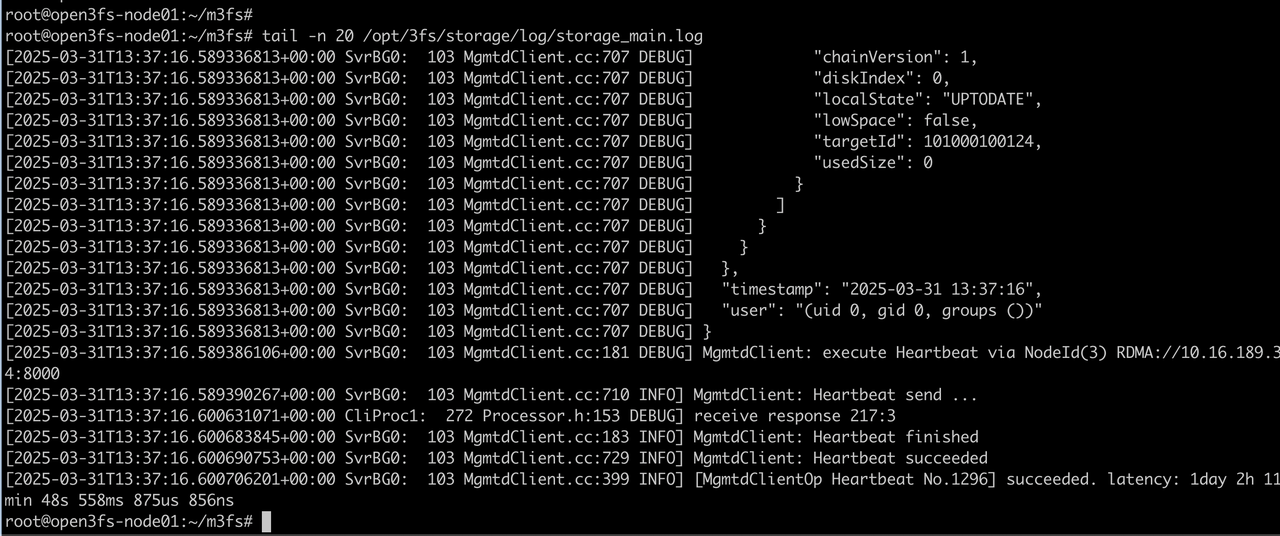 root@open3fs-node01:~/m3fs#
root@open3fs-node01:~/m3fs# tail -n 20 /opt/3fs/storage/log/storage_main.log
[2025-03-31T13:37:16.589336813+00:00 SvrBG0:  103 MgmtdClient.cc:707 DEBUG]             "chainVersion": 1,
[2025-03-31T13:37:16.589336813+00:00 SvrBG0:  103 MgmtdClient.cc:707 DEBUG]             "diskIndex": 0,
[2025-03-31T13:37:16.589336813+00:00 SvrBG0:  103 MgmtdClient.cc:707 DEBUG]             "localState": "UPTODATE",
[2025-03-31T13:37:16.589336813+00:00 SvrBG0:  103 MgmtdClient.cc:707 DEBUG]             "lowSpace": false,
[2025-03-31T13:37:16.589336813+00:00 SvrBG0:  103 MgmtdClient.cc:707 DEBUG]             "targetId": 101000100124,
[2025-03-31T13:37:16.589336813+00:00 SvrBG0:  103 MgmtdClient.cc:707 DEBUG]             "usedSize": 0
[2025-03-31T13:37:16.589336813+00:00 SvrBG0:  103 MgmtdClient.cc:707 DEBUG]           }
[2025-03-31T13:37:16.589336813+00:00 SvrBG0:  103 MgmtdClient.cc:707 DEBUG]         ]
[2025-03-31T13:37:16.589336813+00:00 SvrBG0:  103 MgmtdClient.cc:707 DEBUG]       }
[2025-03-31T13:37:16.589336813+00:00 SvrBG0:  103 MgmtdClient.cc:707 DEBUG]     }
[2025-03-31T13:37:16.589336813+00:00 SvrBG0:  103 MgmtdClient.cc:707 DEBUG]   },
[2025-03-31T13:37:16.589336813+00:00 SvrBG0:  103 MgmtdClient.cc:707 DEBUG]   "timestamp": "2025-03-31 13:37:16",
[2025-03-31T13:37:16.589336813+00:00 SvrBG0:  103 MgmtdClient.cc:707 DEBUG]   "user": "(uid 0, gid 0, groups ())"
[2025-03-31T13:37:16.589336813+00:00 SvrBG0:  103 MgmtdClient.cc:707 DEBUG] }
[2025-03-31T13:37:16.589386106+00:00 SvrBG0:  103 MgmtdClient.cc:181 DEBUG] MgmtdClient: execute Heartbeat via NodeId(3) RDMA://10.16.189.3
4:8000
[2025-03-31T13:37:16.589390267+00:00 SvrBG0:  103 MgmtdClient.cc:710 INFO] MgmtdClient: Heartbeat send ...
[2025-03-31T13:37:16.600631071+00:00 CliProc1:  272 Processor.h:153 DEBUG] receive response 217:3
[2025-03-31T13:37:16.600683845+00:00 SvrBG0:  103 MgmtdClient.cc:183 INFO] MgmtdClient: Heartbeat finished
[2025-03-31T13:37:16.600690753+00:00 SvrBG0:  103 MgmtdClient.cc:729 INFO] MgmtdClient: Heartbeat succeeded
[2025-03-31T13:37:16.600706201+00:00 SvrBG0:  103 MgmtdClient.cc:399 INFO] [MgmtdClientOp Heartbeat No.1296] succeeded. latency: 1day 2h 11
min 48s 558ms 875us 856ns
root@open3fs-node01:~/m3fs#